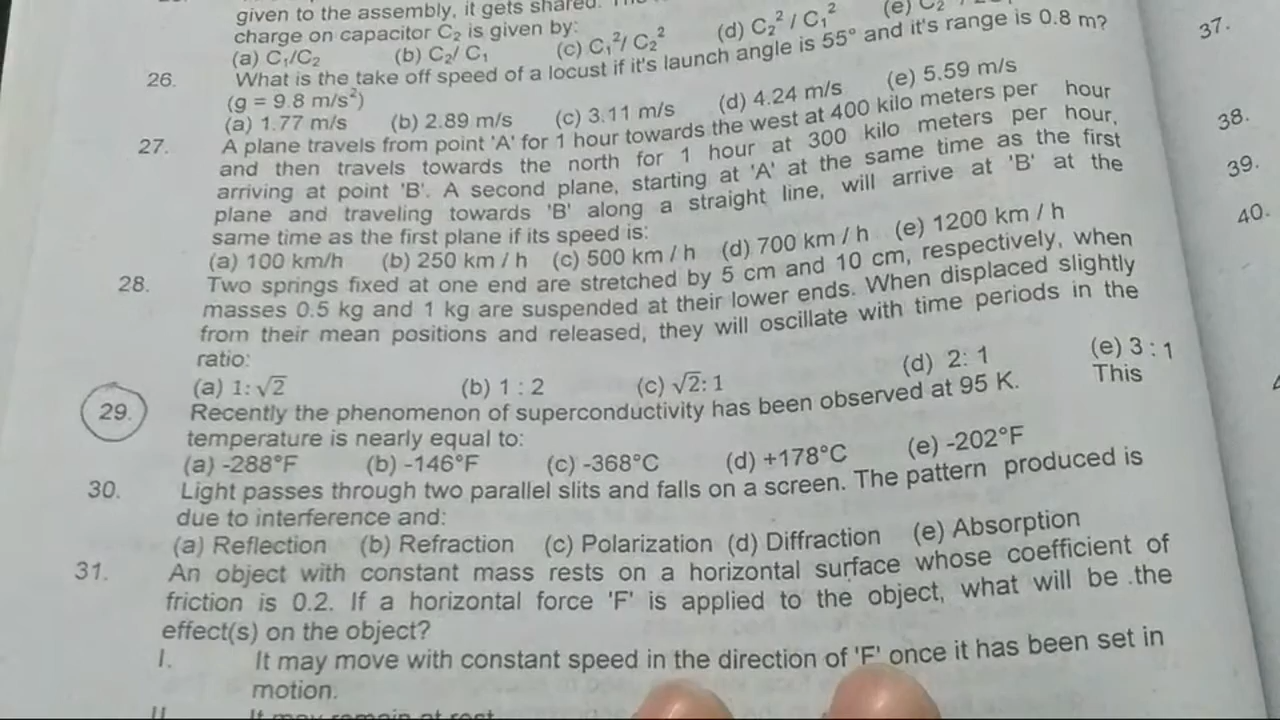 given to the assembly, it gets shared.
charge on capacitor C₂ is given by:
(a) C₁/C₂ (b) C₂/ C₁ (c) C₁²/ C₂² (d) C₂² / C₁² (e) C₂
26. What is the take off speed of a locust if it's launch angle is 55° and it's range is 0.8 m?
(g = 9.8 m/s²)
(a) 1.77 m/s (b) 2.89 m/s (c) 3.11 m/s (d) 4.24 m/s (e) 5.59 m/s
27. A plane travels from point 'A' for 1 hour towards the west at 400 kilo meters per hour
and then travels towards the north for 1 hour at 300 kilo meters per hour,
arriving at point 'B'. A second plane, starting at 'A' at the same time as the first
plane and traveling towards 'B' along a straight line, will arrive at 'B' at the
same time as the first plane if its speed is:
(a) 100 km/h (b) 250 km / h (c) 500 km / h (d) 700 km / h (e) 1200 km / h
28. Two springs fixed at one end are stretched by 5 cm and 10 cm, respectively, when
masses 0.5 kg and 1 kg are suspended at their lower ends. When displaced slightly
from their mean positions and released, they will oscillate with time periods in the
ratio:
(a) 1: √2 (b) 1 : 2 (c) √2: 1 (d) 2: 1 (e) 3 : 1
29. Recently the phenomenon of superconductivity has been observed at 95 K. This
temperature is nearly equal to:
(a) -288°F (b) -146°F (c) -368°C (d) +178°C (e) -202°F
30. Light passes through two parallel slits and falls on a screen. The pattern produced is
due to interference and:
(a) Reflection (b) Refraction (c) Polarization (d) Diffraction (e) Absorption
31. An object with constant mass rests on a horizontal surface whose coefficient of
friction is 0.2. If a horizontal force 'F' is applied to the object, what will be .the
effect(s) on the object?
I. It may move with constant speed in the direction of 'F' once it has been set in
motion.
II. It may remain at rest
37.
38.
39.
40.